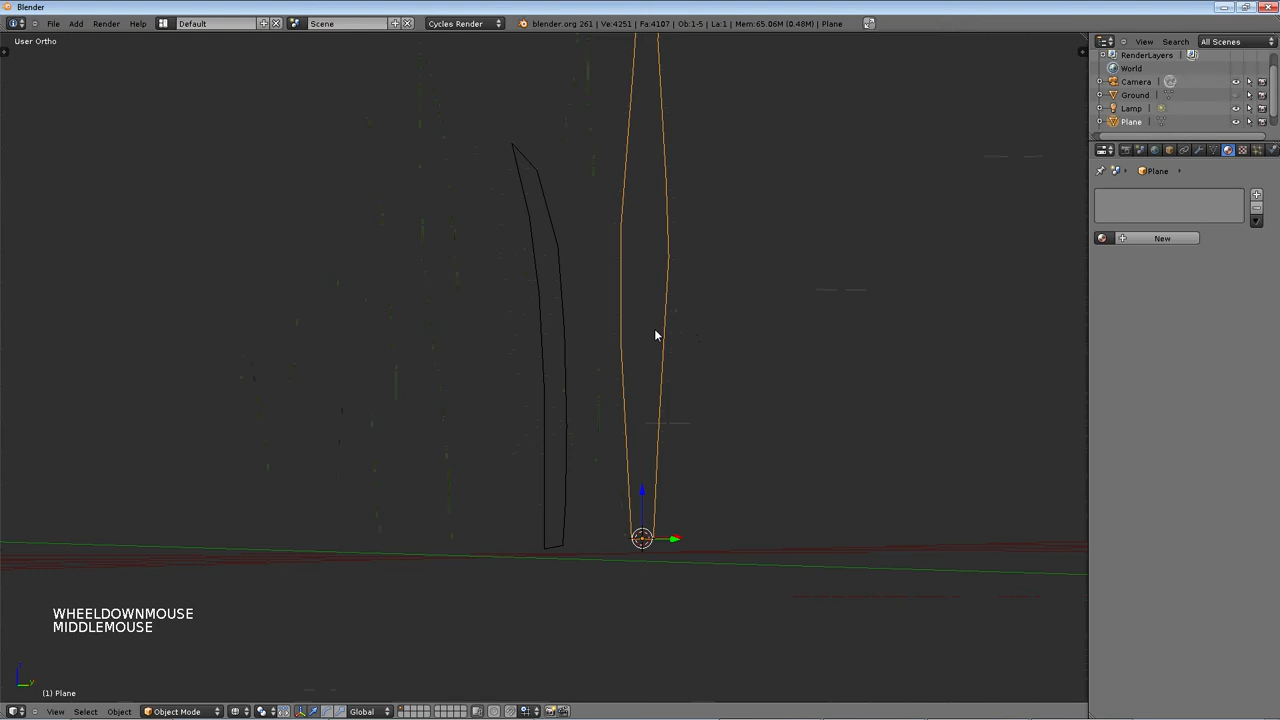 Blender
File Add Render Help Default Scene Cycles Render blender.org 261 | Ve:4251 | Fa:4107 | Ob:1-5 | La:1 | Mem:65.06M (0.48M) | Plane
User Ortho
View Search All Scenes
RenderLayers
World
Camera
Ground
Lamp
Plane
Plane
New
WHEELDOWNMOUSE
MIDDLEMOUSE
z
y
(1) Plane
View Select Object Object Mode Global